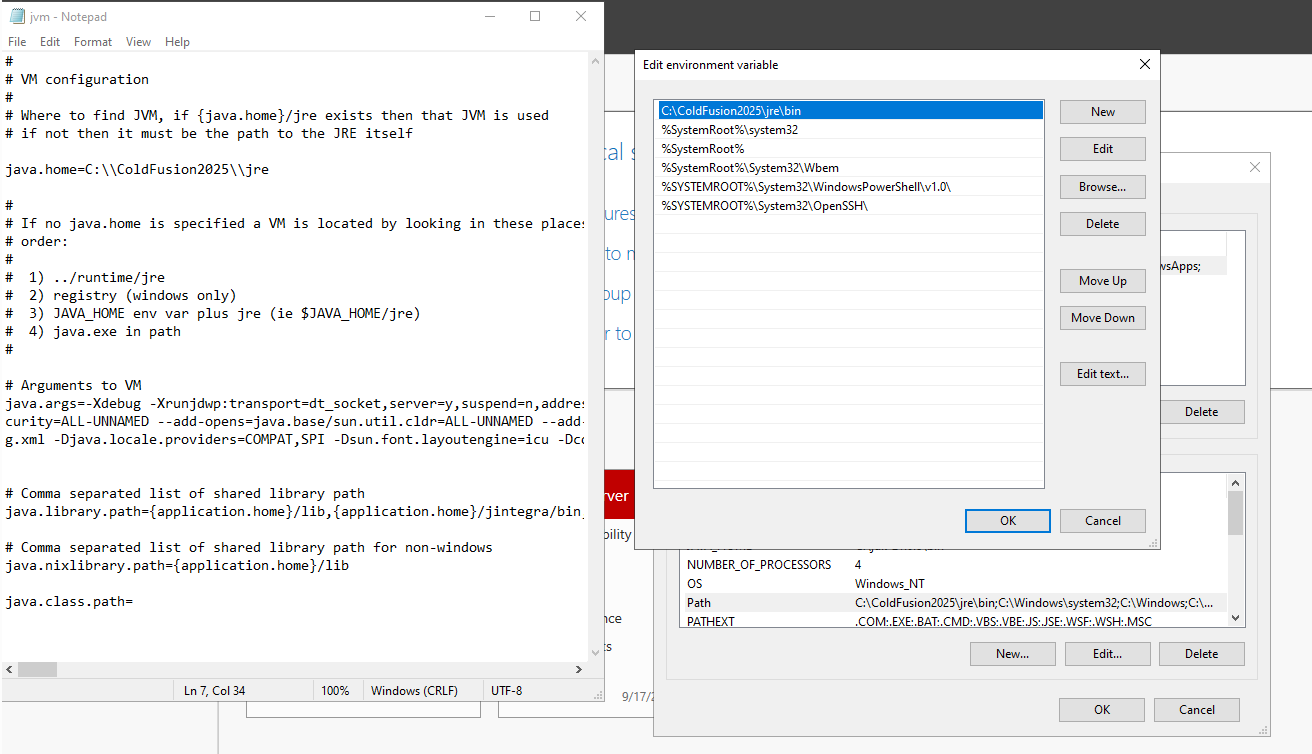 jvm - Notepad
File Edit Format View Help
#
# VM configuration
#
# Where to find JVM, if {java.home}/jre exists then that JVM is used
# if not then it must be the path to the JRE itself
java.home=C:\\ColdFusion2025\\jre
#
# If no java.home is specified a VM is located by looking in these places
# order:
#
# 1) ../runtime/jre
# 2) registry (windows only)
# 3) JAVA_HOME env var plus jre (ie $JAVA_HOME/jre)
# 4) java.exe in path
#
# Arguments to VM
java.args=-Xdebug -Xrunjdwp:transport=dt_socket,server=y,suspend=n,addres
curity=ALL-UNNAMED --add-opens=java.base/sun.util.cldr=ALL-UNNAMED --add-
g.xml -Djava.locale.providers=COMPAT,SPI -Dsun.font.layoutengine=icu -Dco
# Comma separated list of shared library path
java.library.path={application.home}/lib,{application.home}/jintegra/bin,
# Comma separated list of shared library path for non-windows
java.nixlibrary.path={application.home}/lib
java.class.path=
Ln 7, Col 34 100% Windows (CRLF) UTF-8
Edit environment variable
C:\ColdFusion2025\jre\bin
%SystemRoot%\system32
%SystemRoot%
%SystemRoot%\System32\Wbem
%SYSTEMROOT%\System32\WindowsPowerShell\v1.0\
%SYSTEMROOT%\System32\OpenSSH\
New
Edit
Browse...
Delete
Move Up
Move Down
Edit text...
OK Cancel
cal s
ures
to m
oup
r to
rver
bility
nce
ts
9/17/2
wsApps;
Delete
NUMBER_OF_PROCESSORS 4
OS Windows_NT
Path C:\ColdFusion2025\jre\bin;C:\Windows\system32;C:\Windows;C:\...
PATHEXT .COM;.EXE;.BAT;.CMD;.VBS;.VBE;.JS;.JSE;.WSF;.WSH;.MSC
New... Edit... Delete
OK Cancel